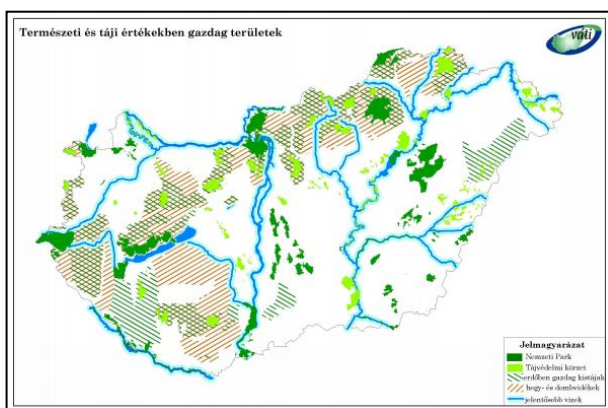 Természeti és táji értékekben gazdag területek
váti
Jelmagyarázat
Nemzeti Park
Tájvédelmi körzet
erdőben gazdag kistájak
hegy- és dombvidékek
jelentősebb vizek